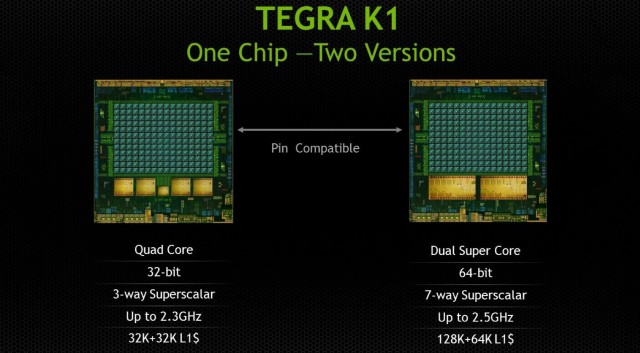 TEGRA K1
One Chip —Two Versions
Pin Compatible
Quad Core
32-bit
3-way Superscalar
Up to 2.3GHz
32K+32K L1$
Dual Super Core
64-bit
7-way Superscalar
Up to 2.5GHz
128K+64K L1$